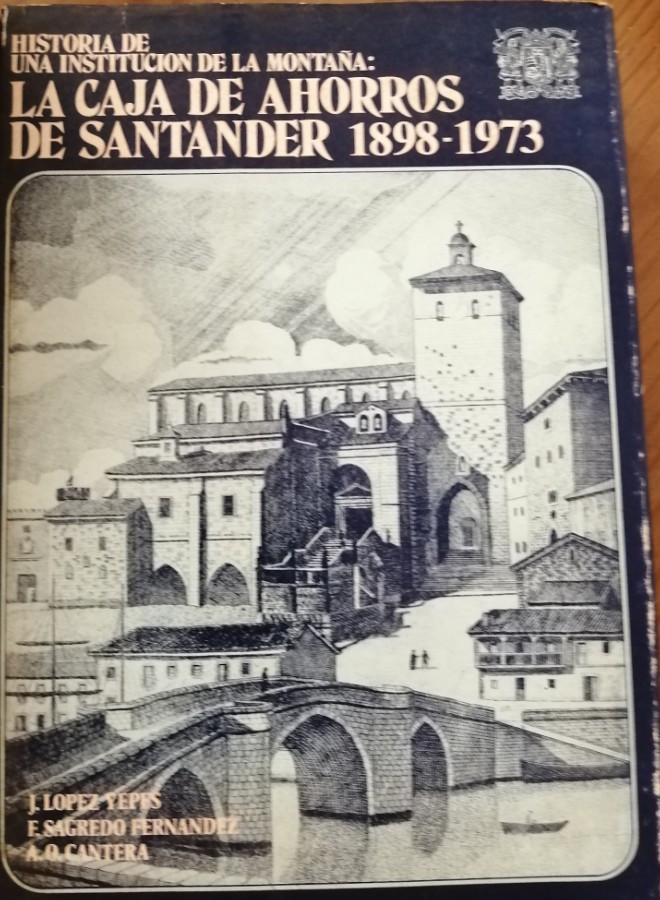 HISTORIA DE
UNA INSTITUCION DE LA MONTAÑA:
LA CAJA DE AHORROS
DE SANTANDER 1898-1973
J. LOPEZ YEPES
F. SAGREDO FERNANDEZ
A. O. CANTERA